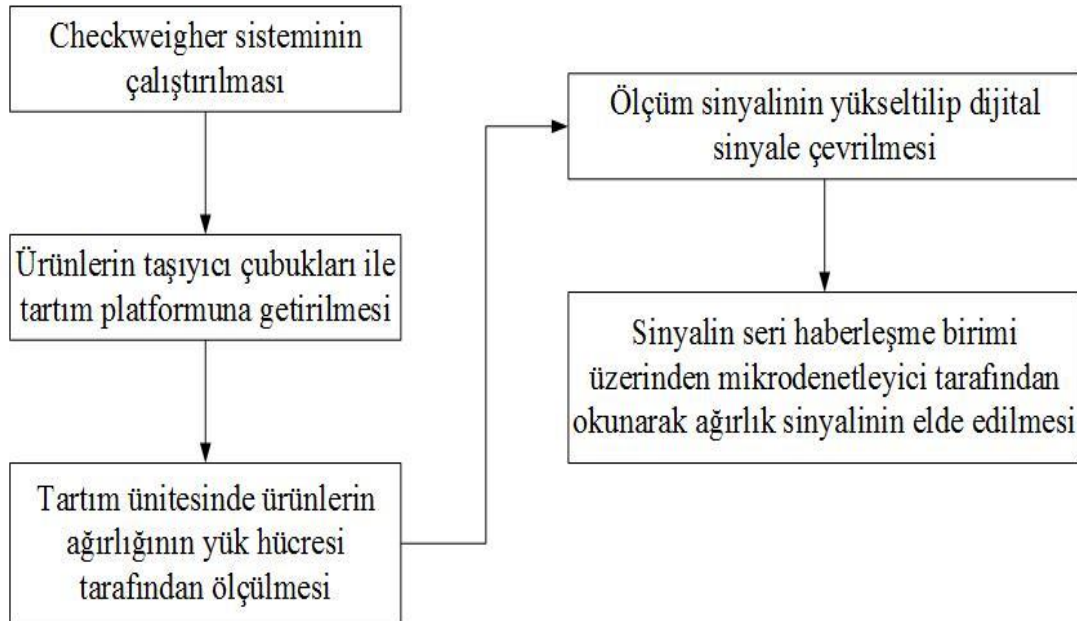 Checkweigher sisteminin
çalıştırılması
Ürünlerin taşıyıcı çubukları ile
tartım platformuna getirilmesi
Tartım ünitesinde ürünlerin
ağırlığının yük hücresi
tarafından ölçülmesi
Ölçüm sinyalinin yükseltilip dijital
sinyale çevrilmesi
Sinyalin seri haberleşme birimi
üzerinden mikrodenetleyici tarafından
okunarak ağırlık sinyalinin elde edilmesi